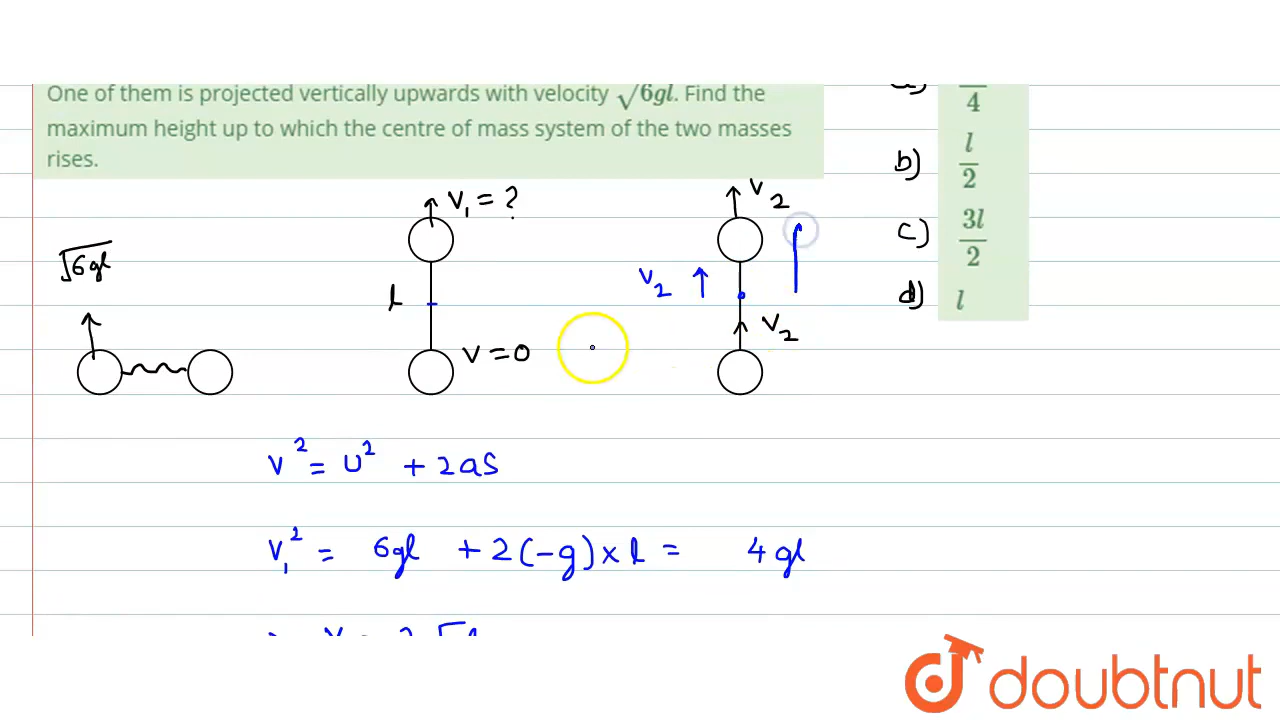 One of them is projected vertically upwards with velocity √6gl. Find the
maximum height up to which the centre of mass system of the two masses
rises.
4
b) l/2
c) 3l/2
d) l
√6gl
V₁ = ?
l
V = 0
V₂
V₂
V₂
V² = U² + 2aS
V₁² = 6gl + 2(-g) × l = 4gl
doubtnut